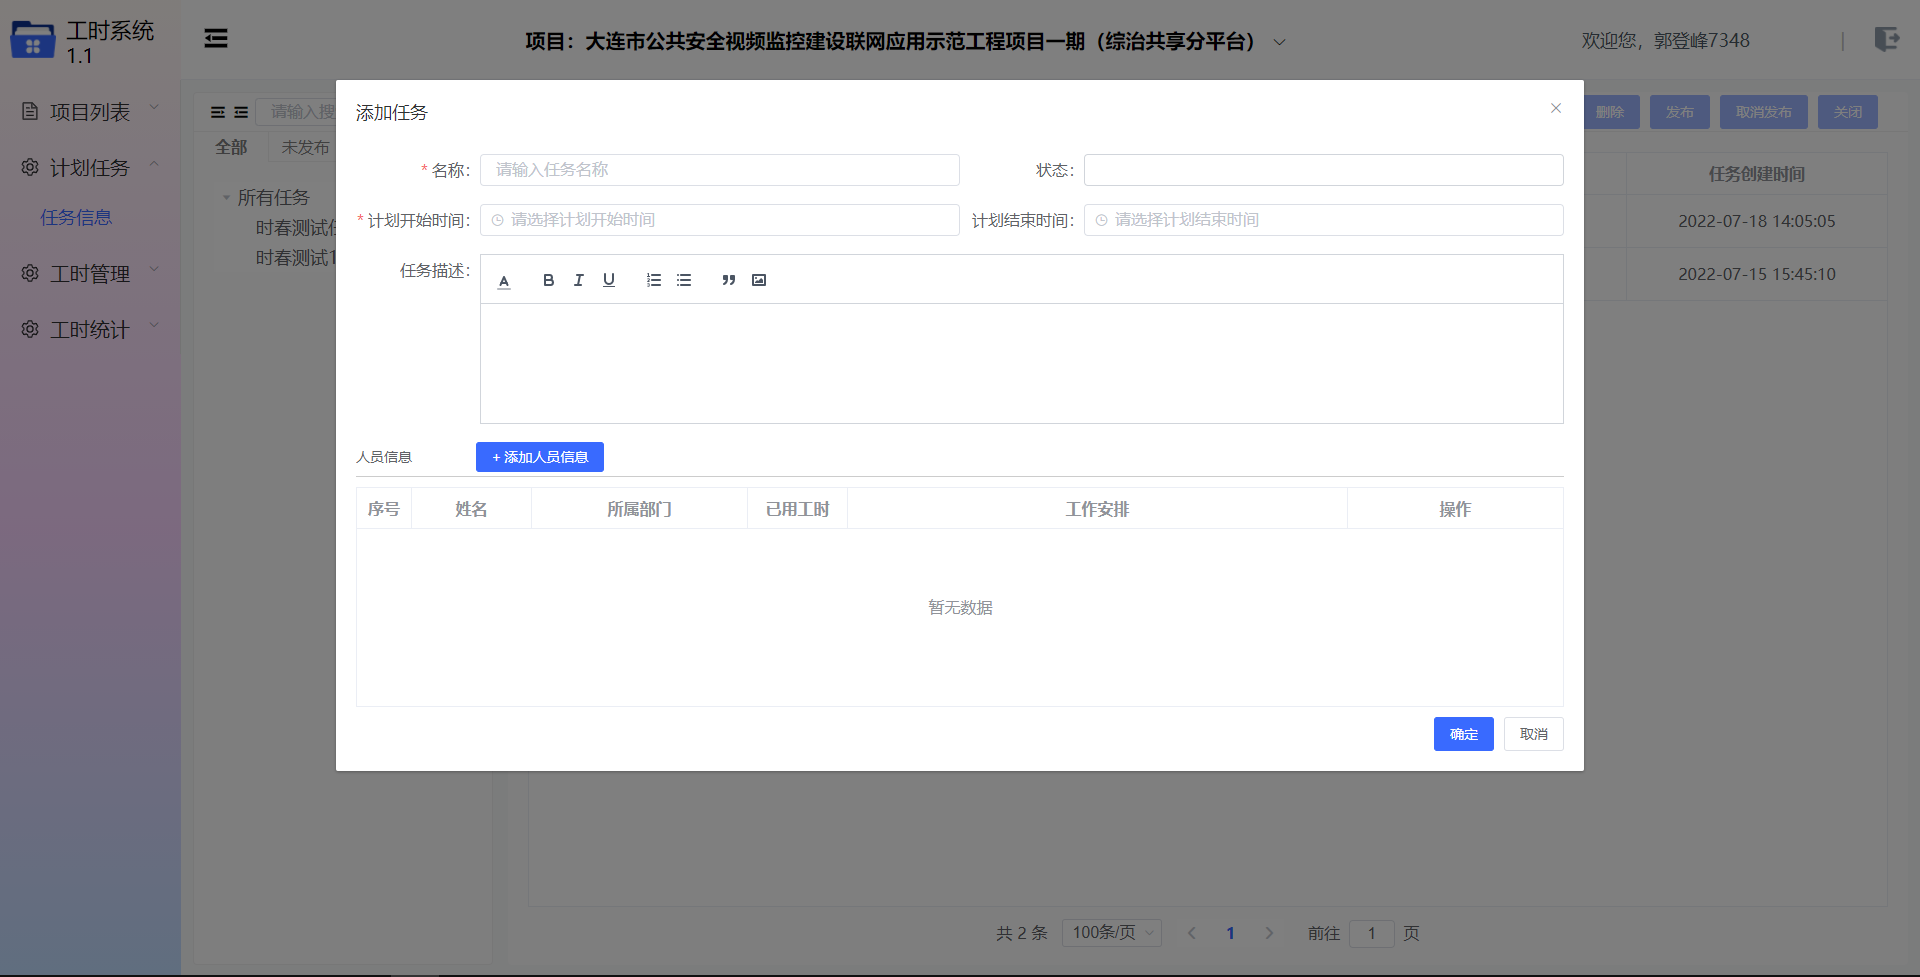 工时系统
1.1
项目：大连市公共安全视频监控建设联网应用示范工程项目一期（综治共享分平台）
欢迎您，郭登峰7348
|
项目列表
计划任务
任务信息
工时管理
工时统计
请输入搜
全部
未发布
所有任务
时春测试
时春测试1
删除
发布
取消发布
关闭
任务创建时间
2022-07-18 14:05:05
2022-07-15 15:45:10
添加任务
* 名称：
请输入任务名称
状态：
* 计划开始时间：
请选择计划开始时间
计划结束时间：
请选择计划结束时间
任务描述：
A B I U
人员信息
+ 添加人员信息
序号 姓名 所属部门 已用工时 工作安排 操作
暂无数据
确定
取消
共 2 条
100条/页
1
前往 1 页